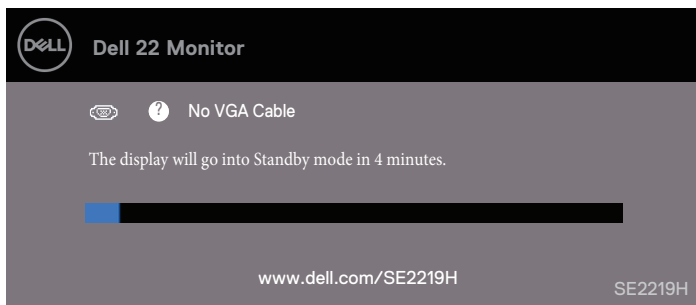 DELL
Dell 22 Monitor
? No VGA Cable
The display will go into Standby mode in 4 minutes.
www.dell.com/SE2219H
SE2219H